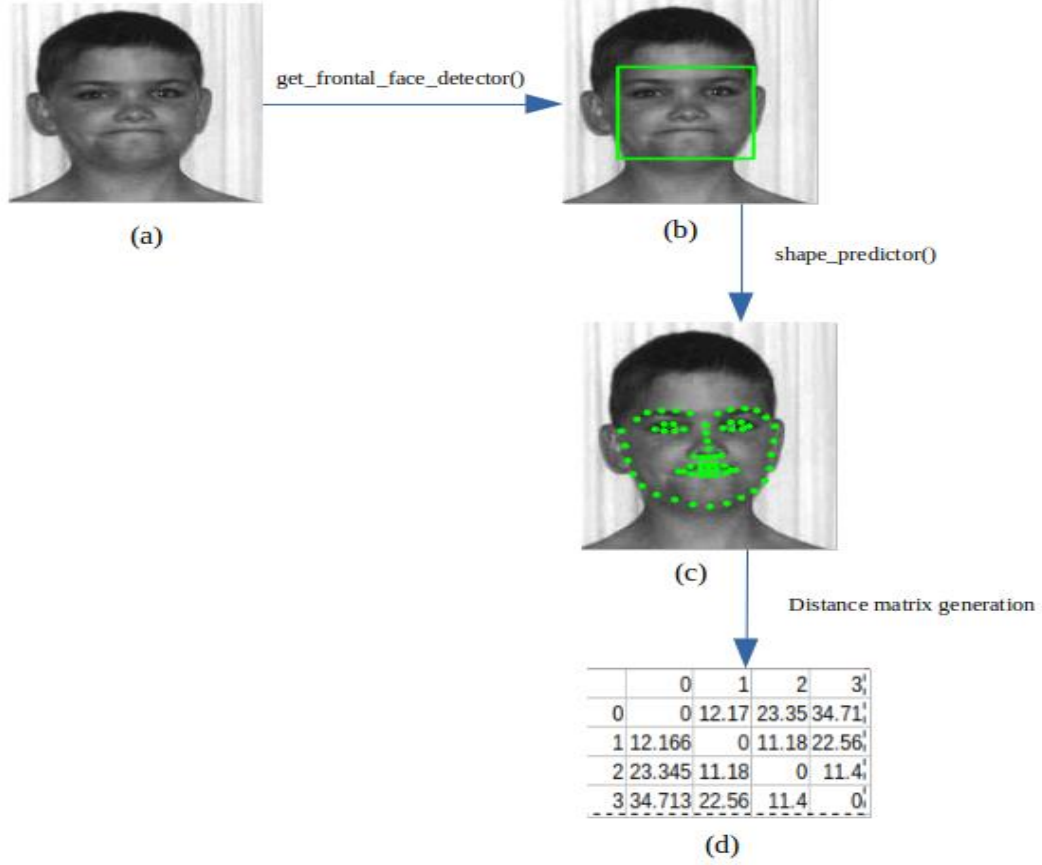 get_frontal_face_detector()
(a)
(b)
shape_predictor()
(c)
Distance matrix generation
0 1 2 3
0 0 12.17 23.35 34.71
1 12.166 0 11.18 22.56
2 23.345 11.18 0 11.4
3 34.713 22.56 11.4 0
(d)